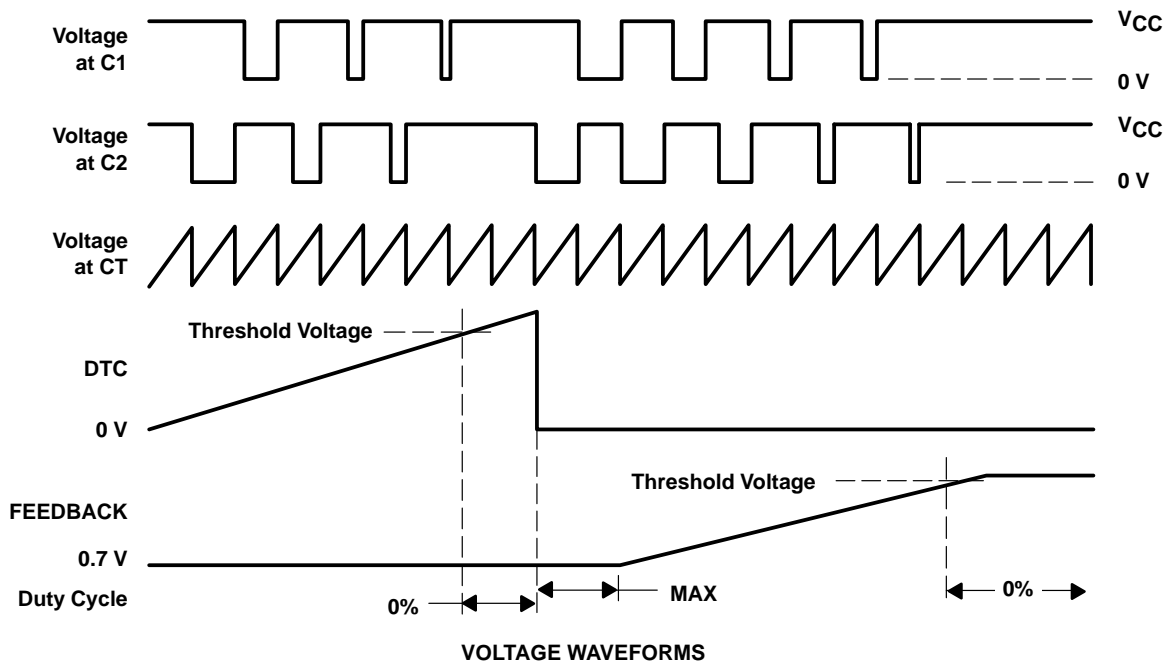 Voltage
at C1
VCC
0 V
Voltage
at C2
VCC
0 V
Voltage
at CT
Threshold Voltage
DTC
0 V
Threshold Voltage
FEEDBACK
0.7 V
Duty Cycle
0%
MAX
0%
VOLTAGE WAVEFORMS